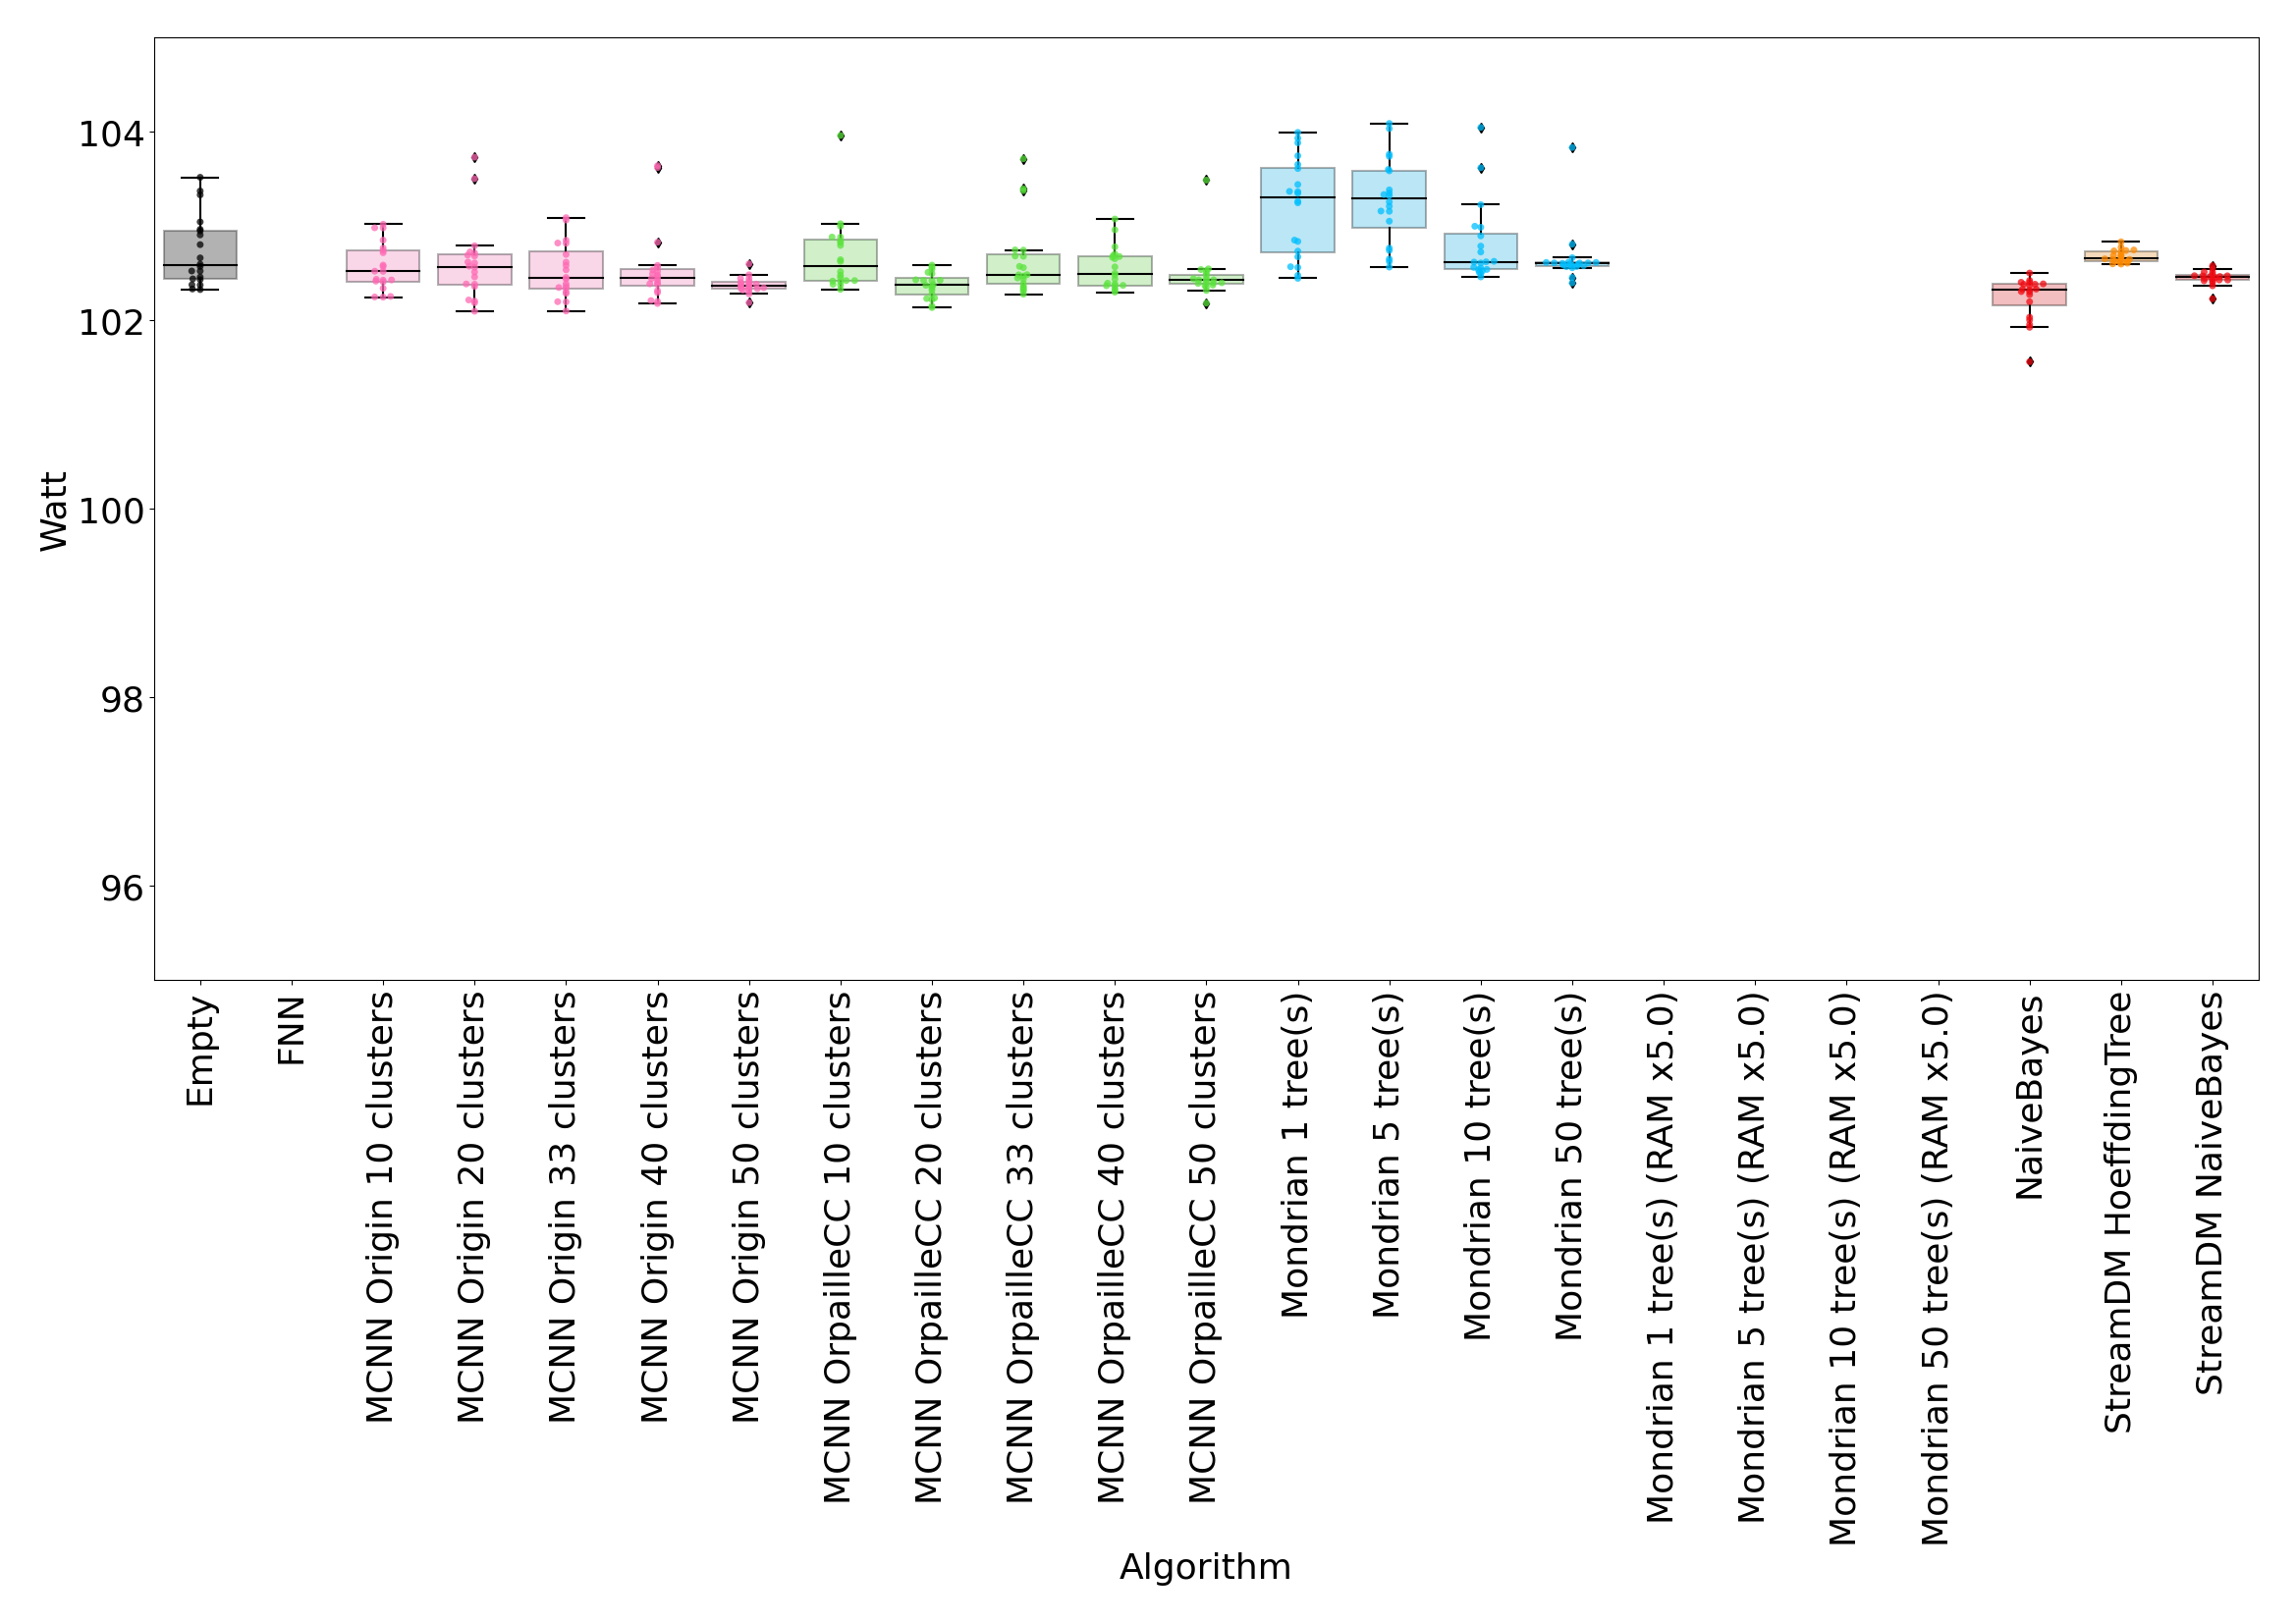 104
102
100
98
96
Watt
Empty
FNN
MCNN Origin 10 clusters
MCNN Origin 20 clusters
MCNN Origin 33 clusters
MCNN Origin 40 clusters
MCNN Origin 50 clusters
MCNN OrpailleCC 10 clusters
MCNN OrpailleCC 20 clusters
MCNN OrpailleCC 33 clusters
MCNN OrpailleCC 40 clusters
MCNN OrpailleCC 50 clusters
Mondrian 1 tree(s)
Mondrian 5 tree(s)
Mondrian 10 tree(s)
Mondrian 50 tree(s)
Mondrian 1 tree(s) (RAM x5.0)
Mondrian 5 tree(s) (RAM x5.0)
Mondrian 10 tree(s) (RAM x5.0)
Mondrian 50 tree(s) (RAM x5.0)
NaiveBayes
StreamDM HoeffdingTree
StreamDM NaiveBayes
Algorithm